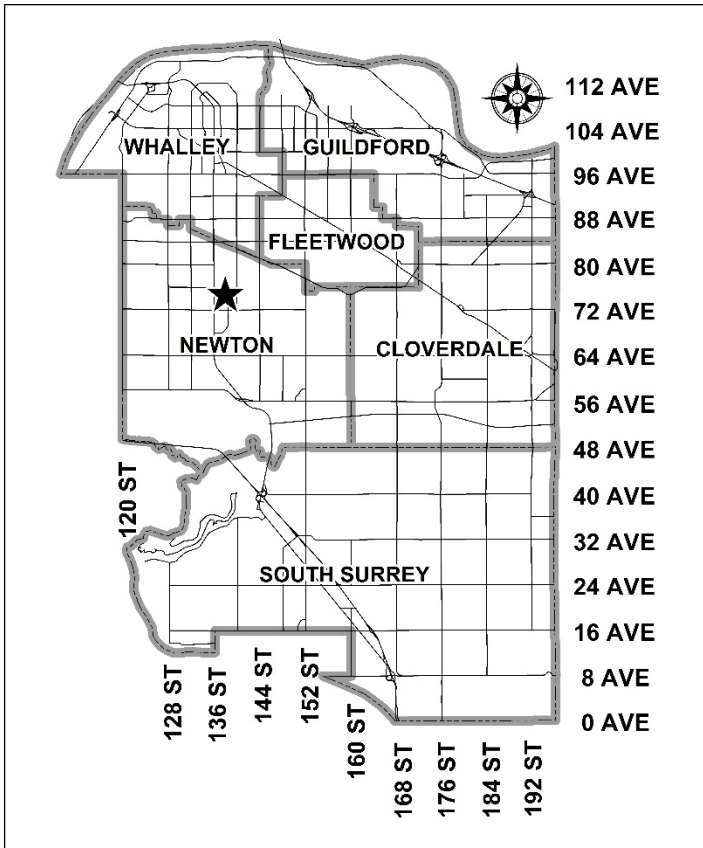 112 AVE
104 AVE
WHALLEY
GUILDFORD
96 AVE
88 AVE
FLEETWOOD
80 AVE
72 AVE
NEWTON
CLOVERDALE
64 AVE
56 AVE
48 AVE
120 ST
40 AVE
32 AVE
SOUTH SURREY
24 AVE
16 AVE
128 ST
136 ST
144 ST
152 ST
160 ST
8 AVE
0 AVE
168 ST
176 ST
184 ST
192 ST